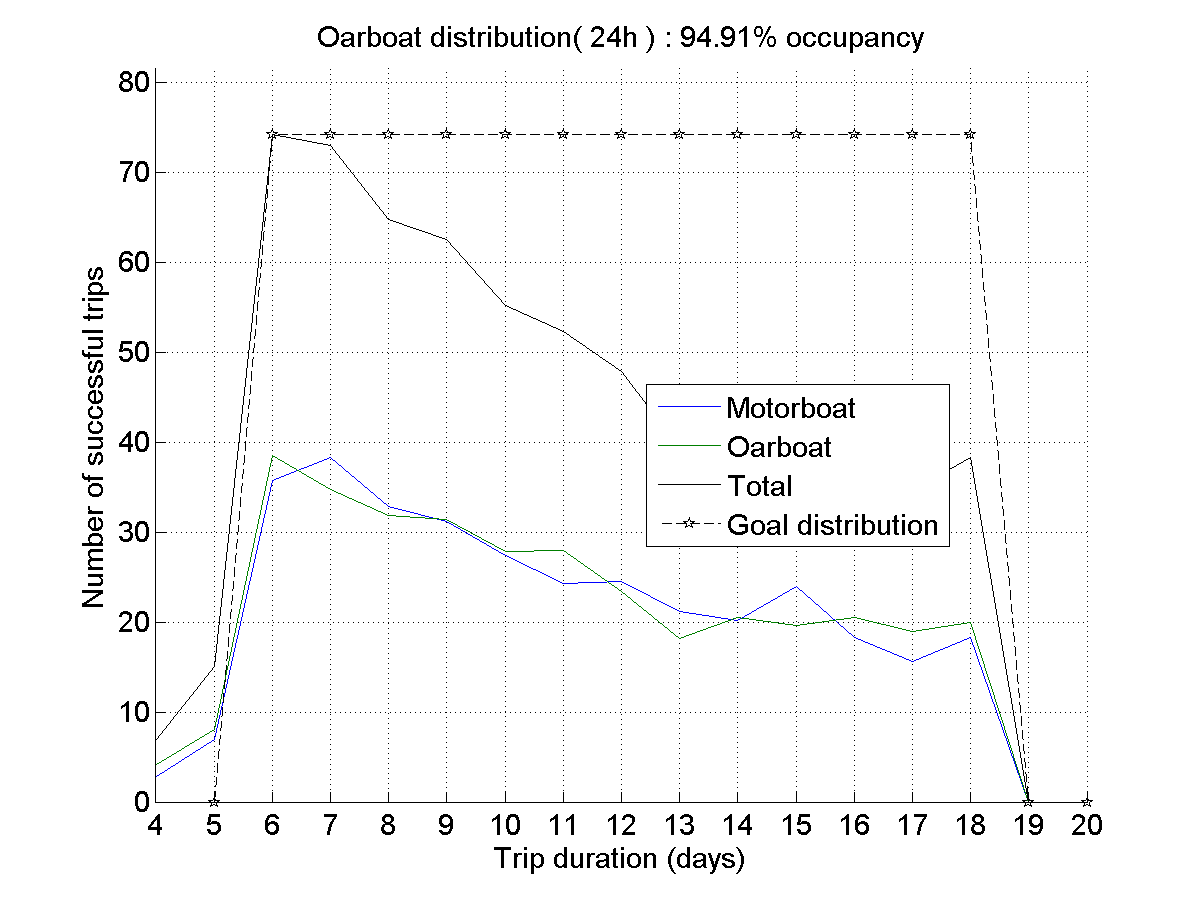 Oarboat distribution( 24h ) : 94.91% occupancy
80
70
60
50
40
30
20
10
0
Number of successful trips
Motorboat
Oarboat
Total
Goal distribution
4 5 6 7 8 9 10 11 12 13 14 15 16 17 18 19 20
Trip duration (days)